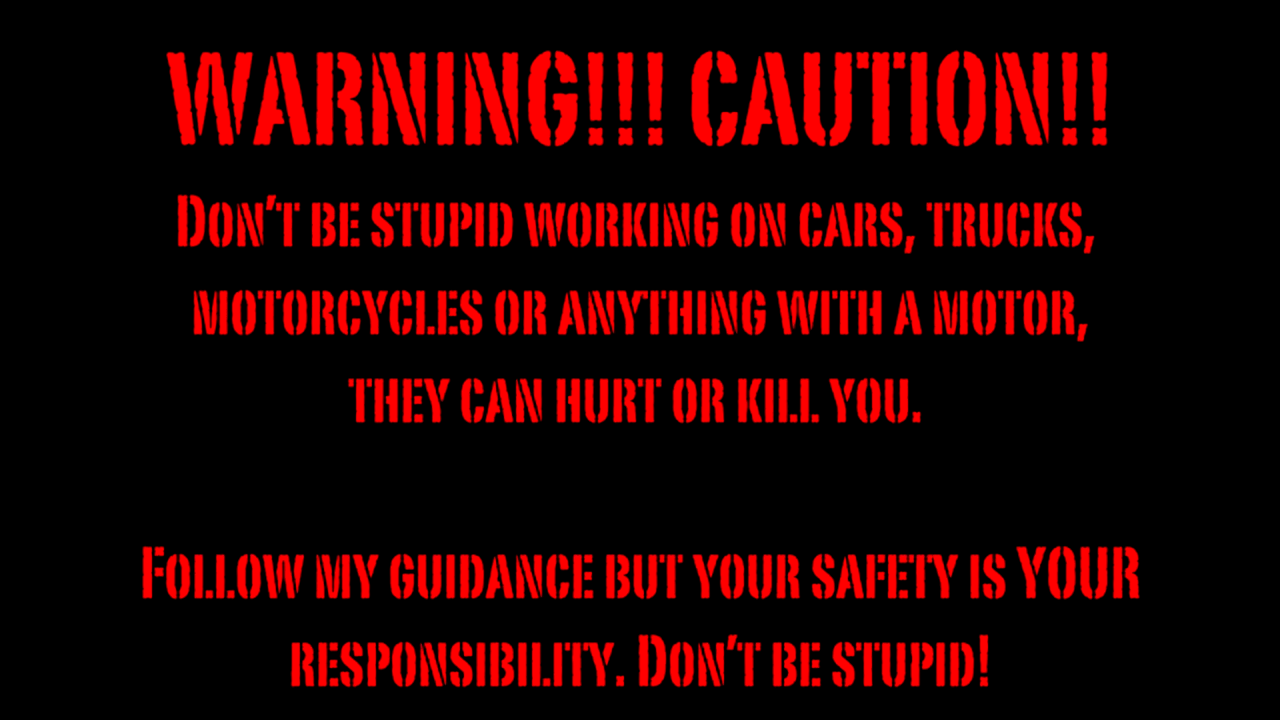 WARNING!!! CAUTION!!
Don't be stupid working on cars, trucks,
motorcycles or anything with a motor,
they can hurt or kill you.
Follow my guidance but your safety is YOUR
responsibility. Don't be stupid!